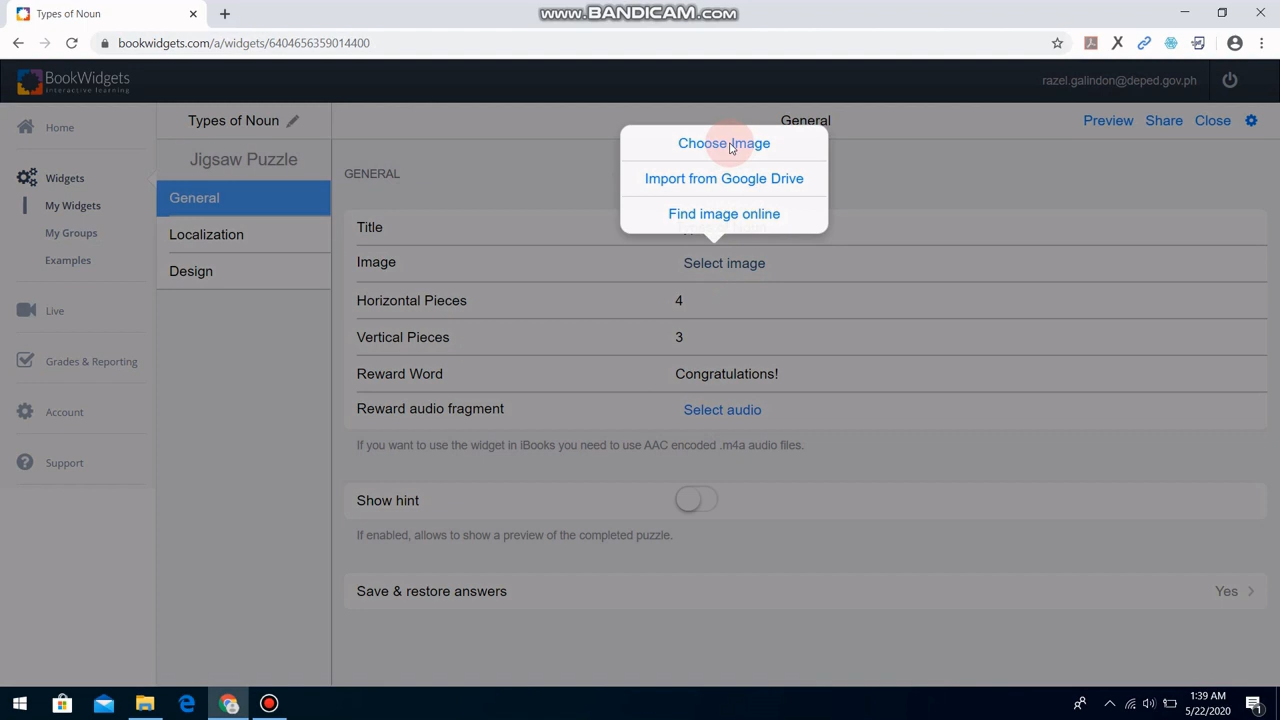 Types of Noun
www.BANDICAM.com
bookwidgets.com/a/widgets/6404656359014400
BookWidgets
interactive learning
razel.galindon@deped.gov.ph
Home
Widgets
My Widgets
My Groups
Examples
Live
Grades & Reporting
Account
Support
Types of Noun
Jigsaw Puzzle
General
Localization
Design
General
Preview
Share
Close
GENERAL
Choose Image
Import from Google Drive
Find image online
Title
Types of Noun
Image
Select image
Horizontal Pieces
4
Vertical Pieces
3
Reward Word
Congratulations!
Reward audio fragment
Select audio
If you want to use the widget in iBooks you need to use AAC encoded .m4a audio files.
Show hint
If enabled, allows to show a preview of the completed puzzle.
Save & restore answers
Yes
1:39 AM
5/22/2020
1